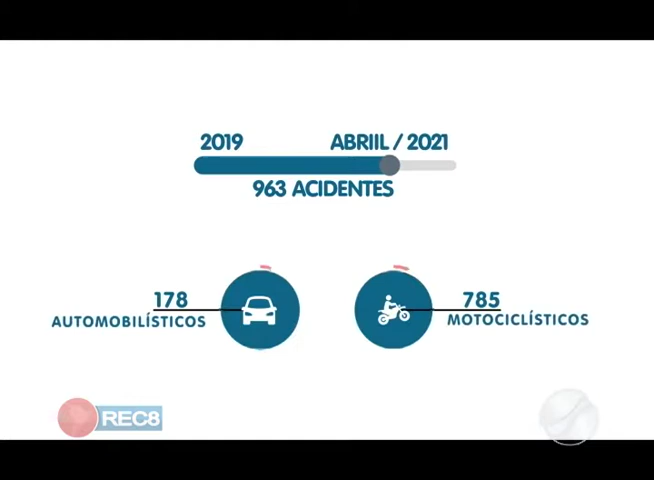 2019 ABRIIL / 2021
963 ACIDENTES
178 785
AUTOMOBILÍSTICOS MOTOCICLÍSTICOS
REC8